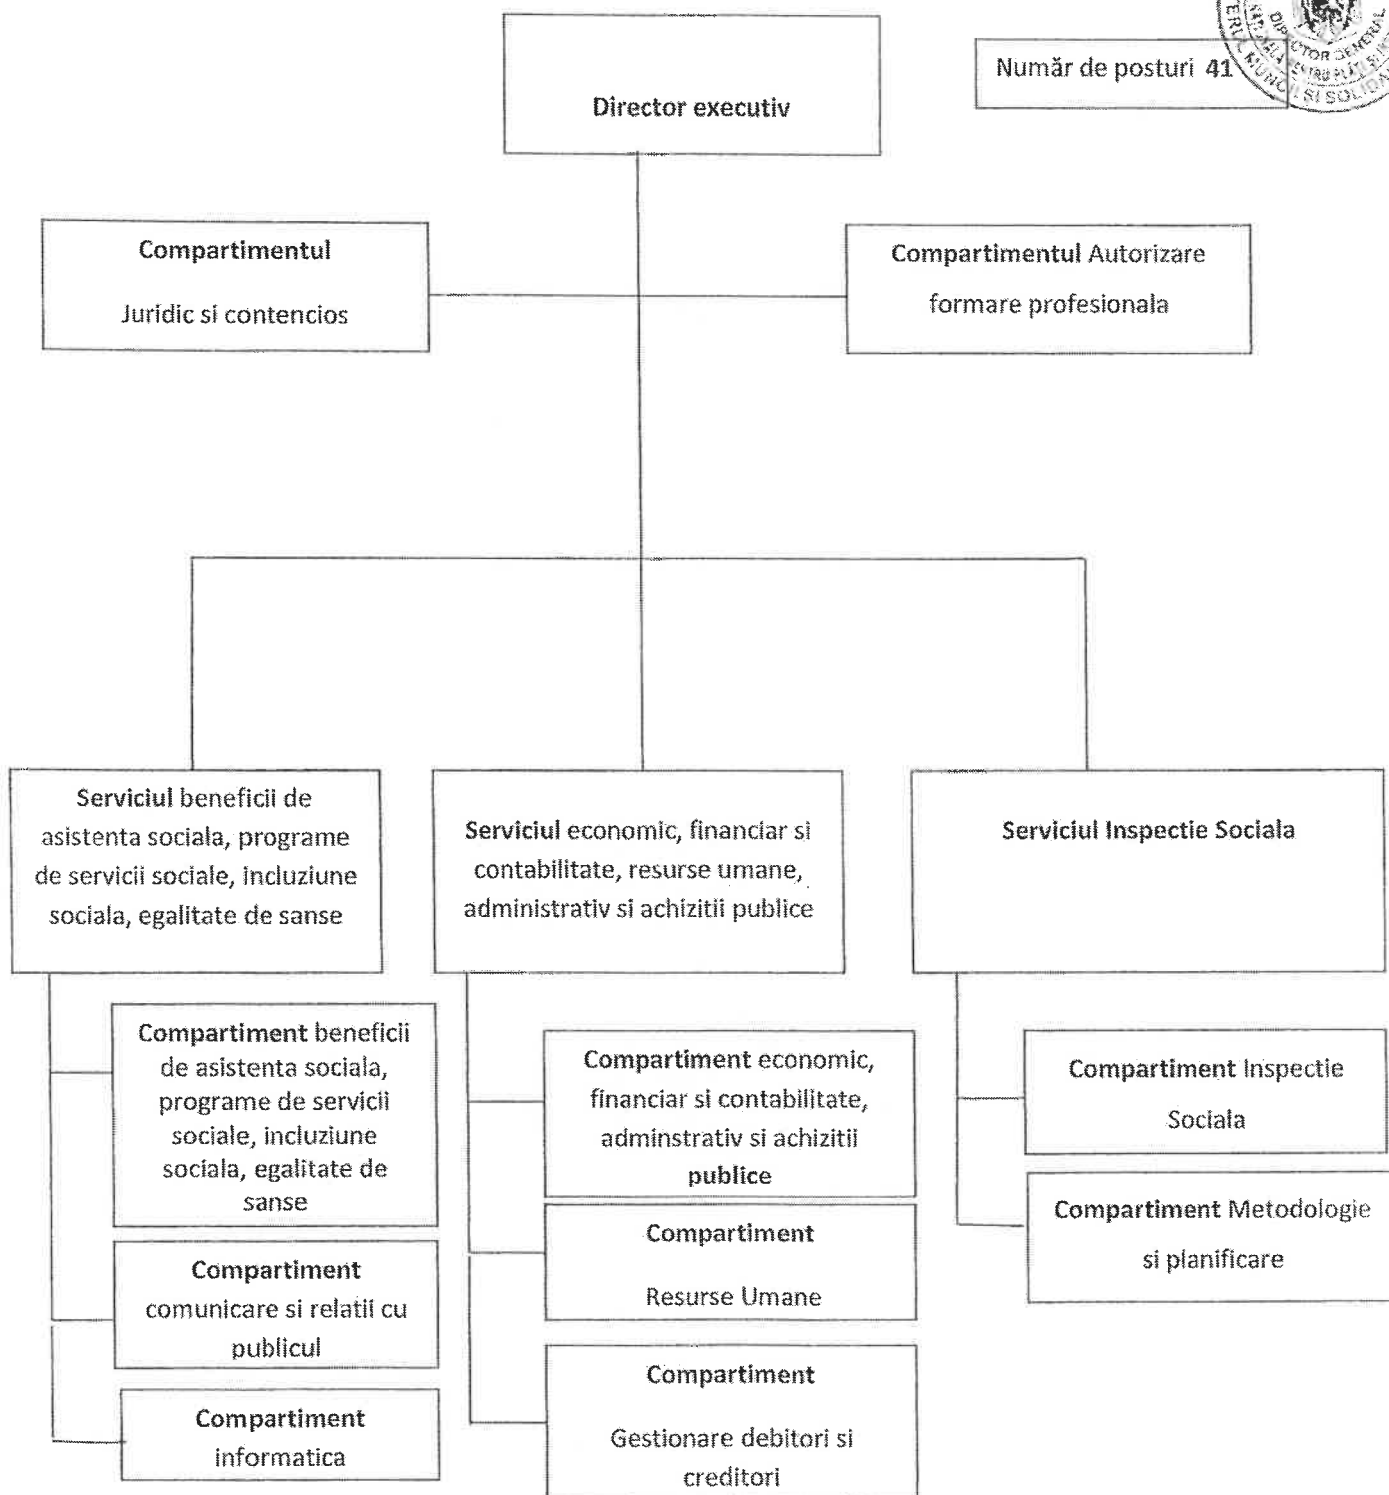 Director executiv
Număr de posturi 41
DIRECTOR GENERAL
Compartimentul
Juridic si contencios
Compartimentul Autorizare
formare profesionala
Serviciul beneficii de
asistenta sociala, programe
de servicii sociale, incluziune
sociala, egalitate de sanse
Serviciul economic, financiar si
contabilitate, resurse umane,
administrativ si achizitii publice
Serviciul Inspectie Sociala
Compartiment beneficii
de asistenta sociala,
programe de servicii
sociale, incluziune
sociala, egalitate de
sanse
Compartiment
comunicare si relatii cu
publicul
Compartiment
informatica
Compartiment economic,
financiar si contabilitate,
adminstrativ si achizitii
publice
Compartiment
Resurse Umane
Compartiment
Gestionare debitori si
creditori
Compartiment Inspectie
Sociala
Compartiment Metodologie
si planificare